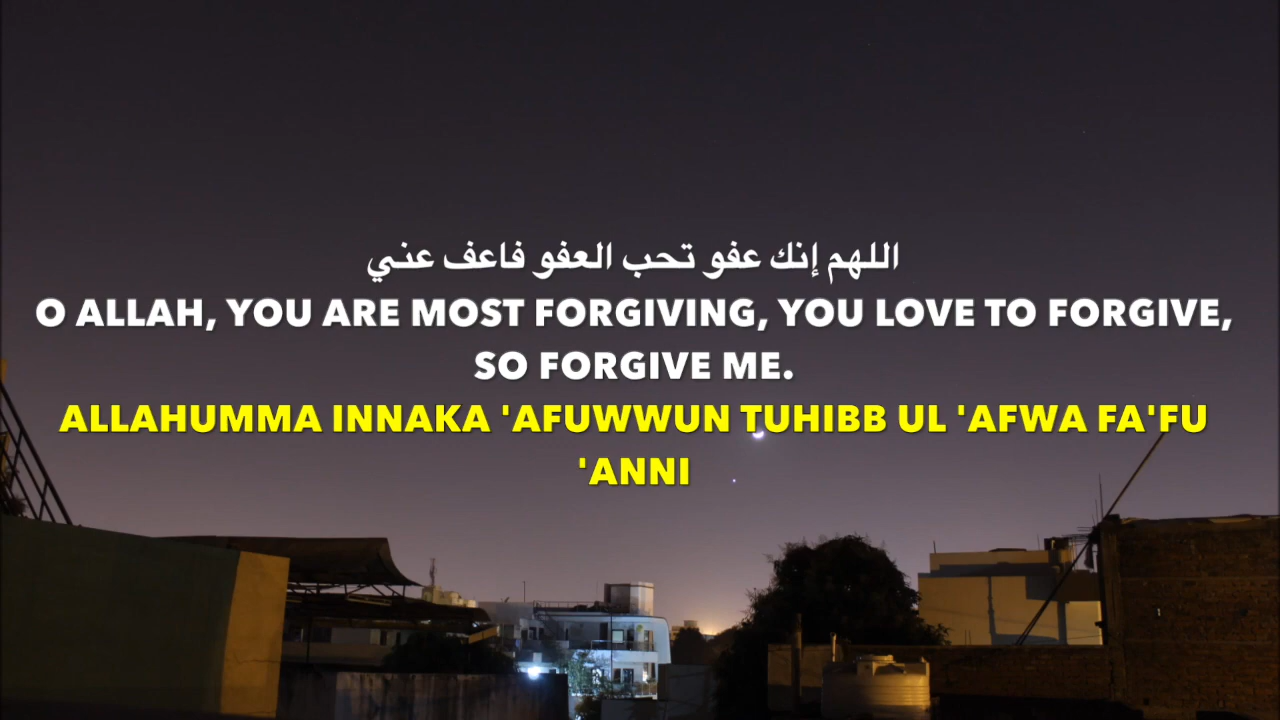 اللهم إنك عفو تحب العفو فاعف عني
O ALLAH, YOU ARE MOST FORGIVING, YOU LOVE TO FORGIVE,
SO FORGIVE ME.
ALLAHUMMA INNAKA 'AFUWWUN TUHIBB UL 'AFWA FA'FU
'ANNI